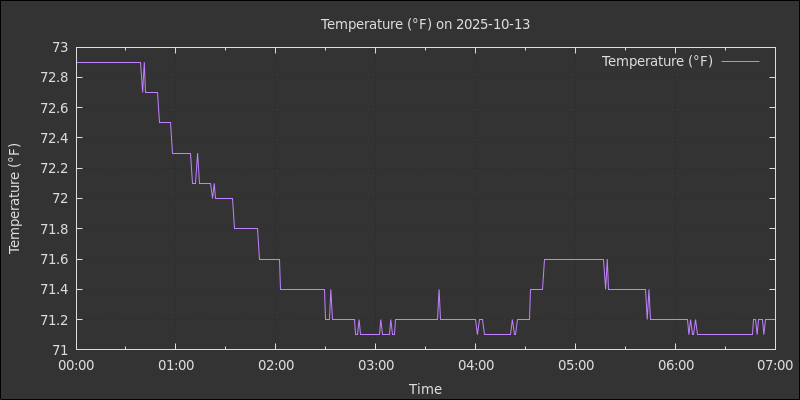 Temperature (°F) on 2025-10-13
Temperature (°F)
Temperature (°F)
73
72.8
72.6
72.4
72.2
72
71.8
71.6
71.4
71.2
71
00:00 01:00 02:00 03:00 04:00 05:00 06:00 07:00
Time